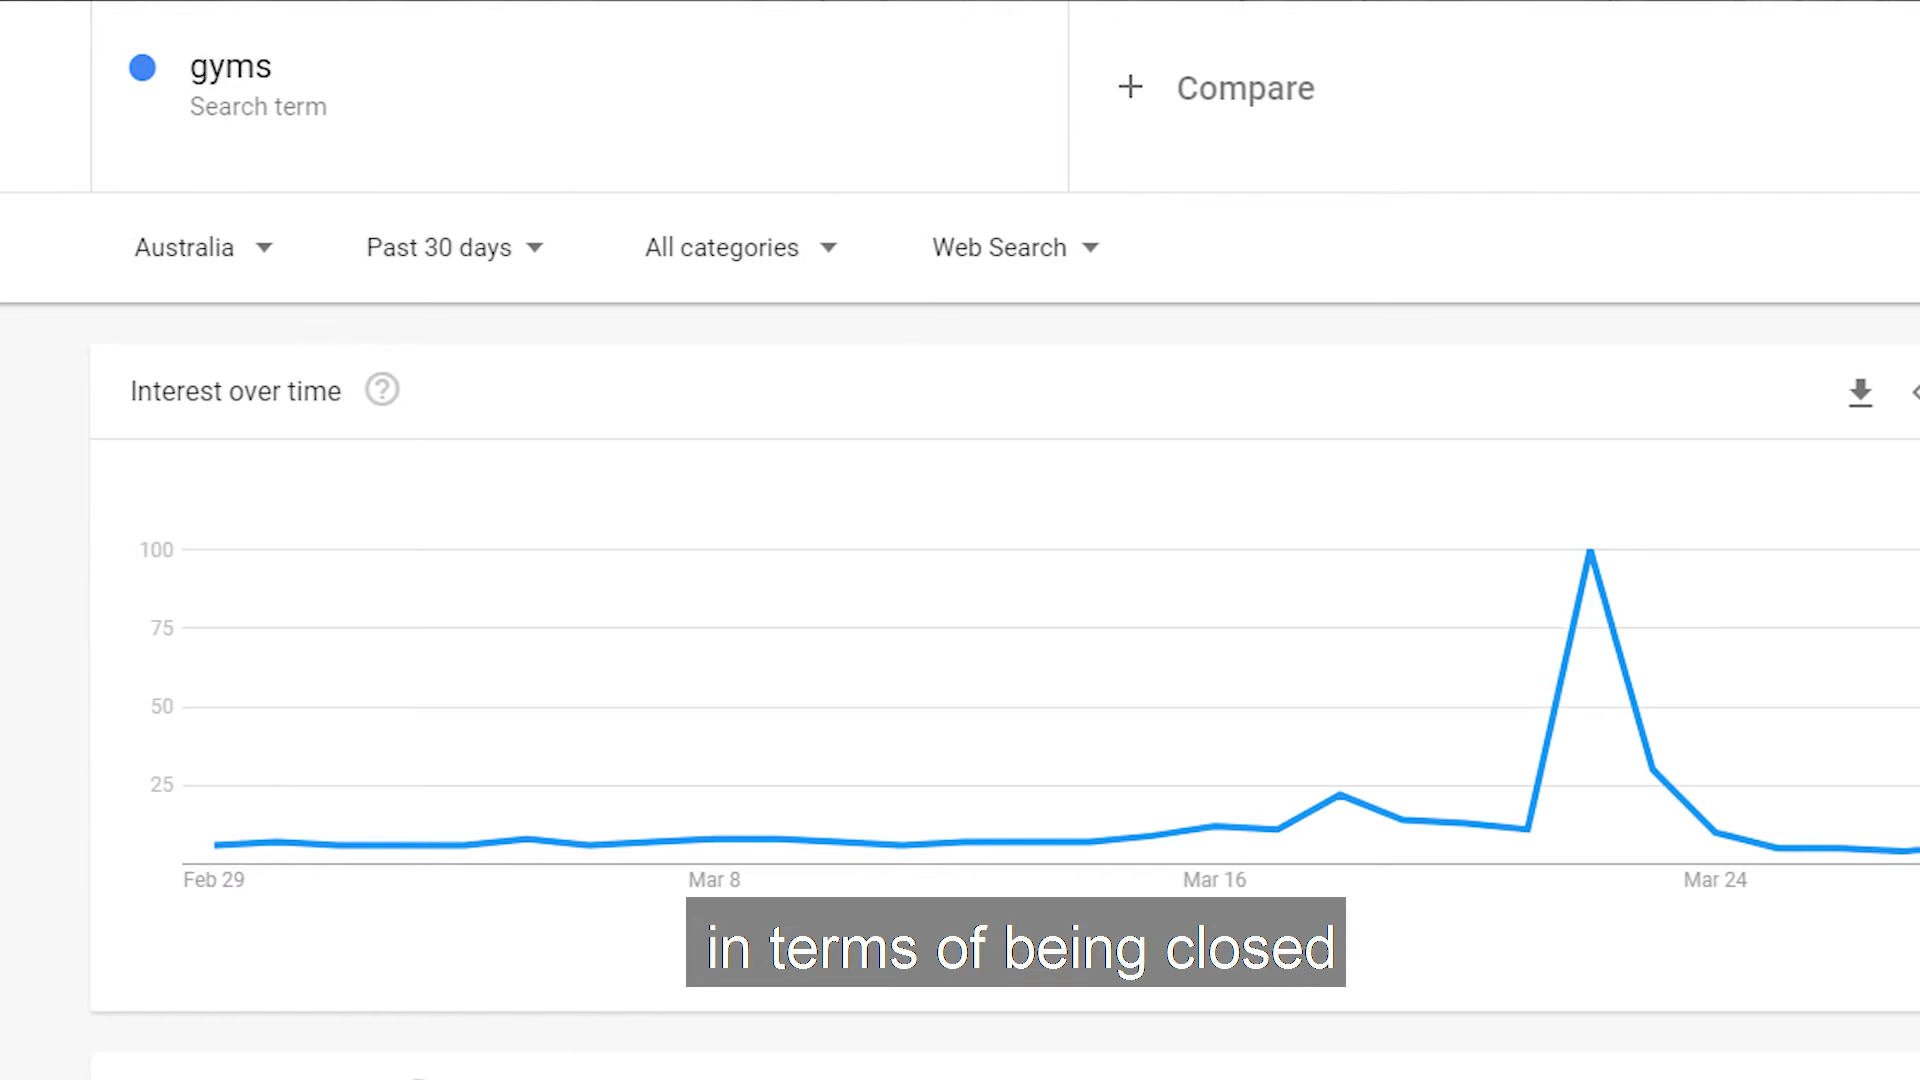 gyms
Search term
+ Compare
Australia
Past 30 days
All categories
Web Search
Interest over time ?
100
75
50
25
Feb 29
Mar 8
Mar 16
Mar 24
in terms of being closed